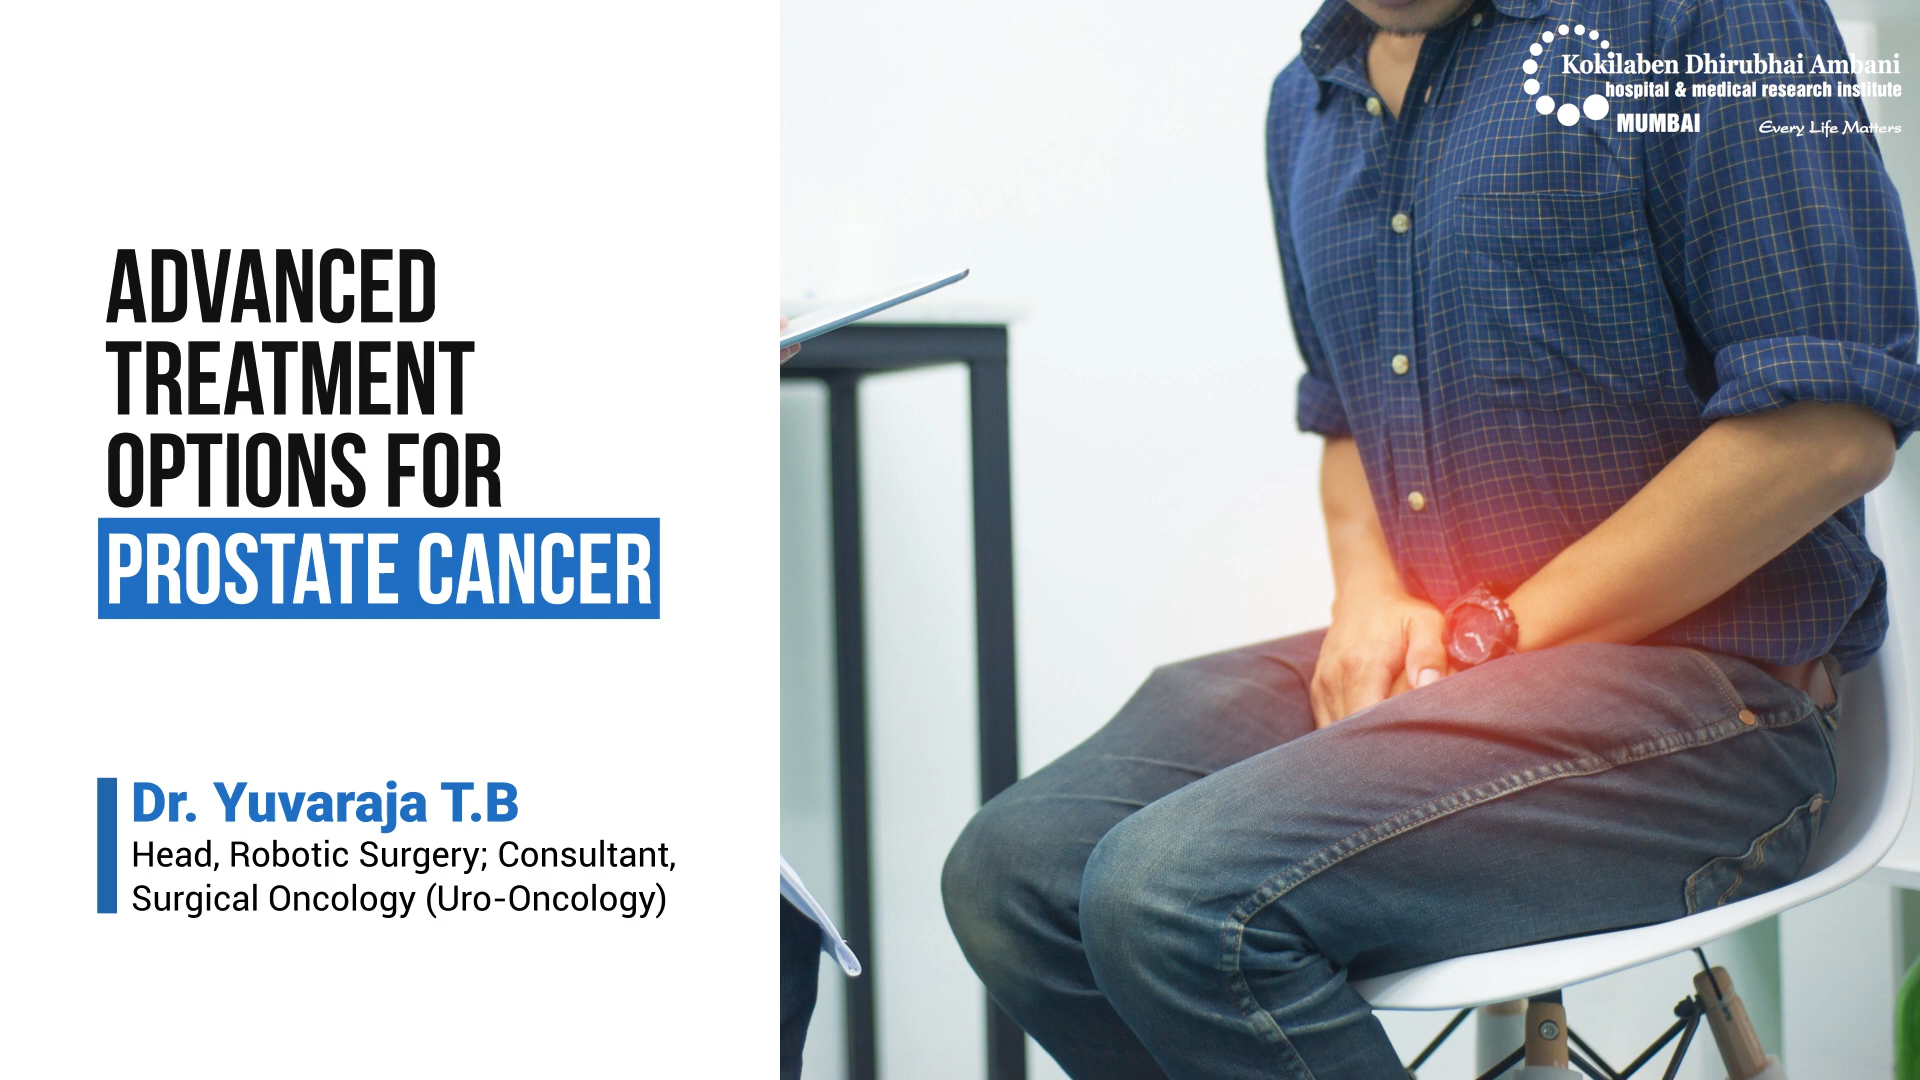 ADVANCED
TREATMENT
OPTIONS FOR
PROSTATE CANCER
Dr. Yuvaraja T.B
Head, Robotic Surgery; Consultant,
Surgical Oncology (Uro-Oncology)
Kokilaben Dhirubhai Ambani
hospital & medical research institute
MUMBAI
Every Life Matters